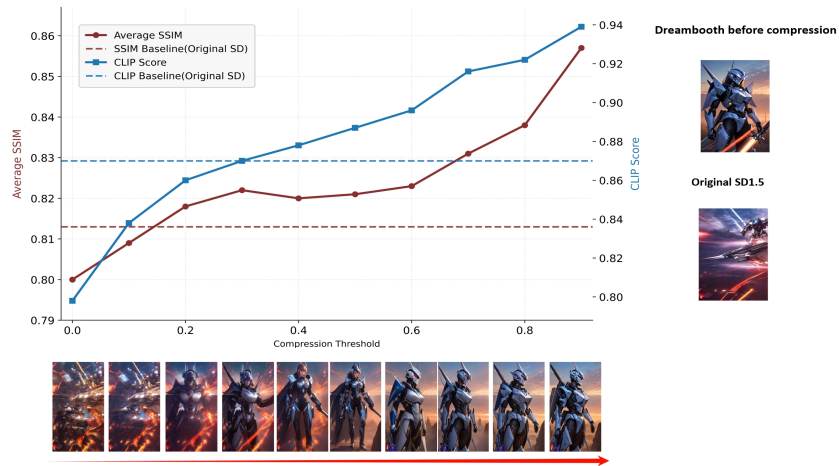 Average SSIM
SSIM Baseline(Original SD)
CLIP Score
CLIP Baseline(Original SD)
Average SSIM
0.86
0.85
0.84
0.83
0.82
0.81
0.80
0.79
0.0
0.2
0.4
0.6
0.8
Compression Threshold
0.94
0.92
0.90
0.88
0.86
0.84
0.82
0.80
CLIP Score
Dreambooth before compression
Original SD1.5